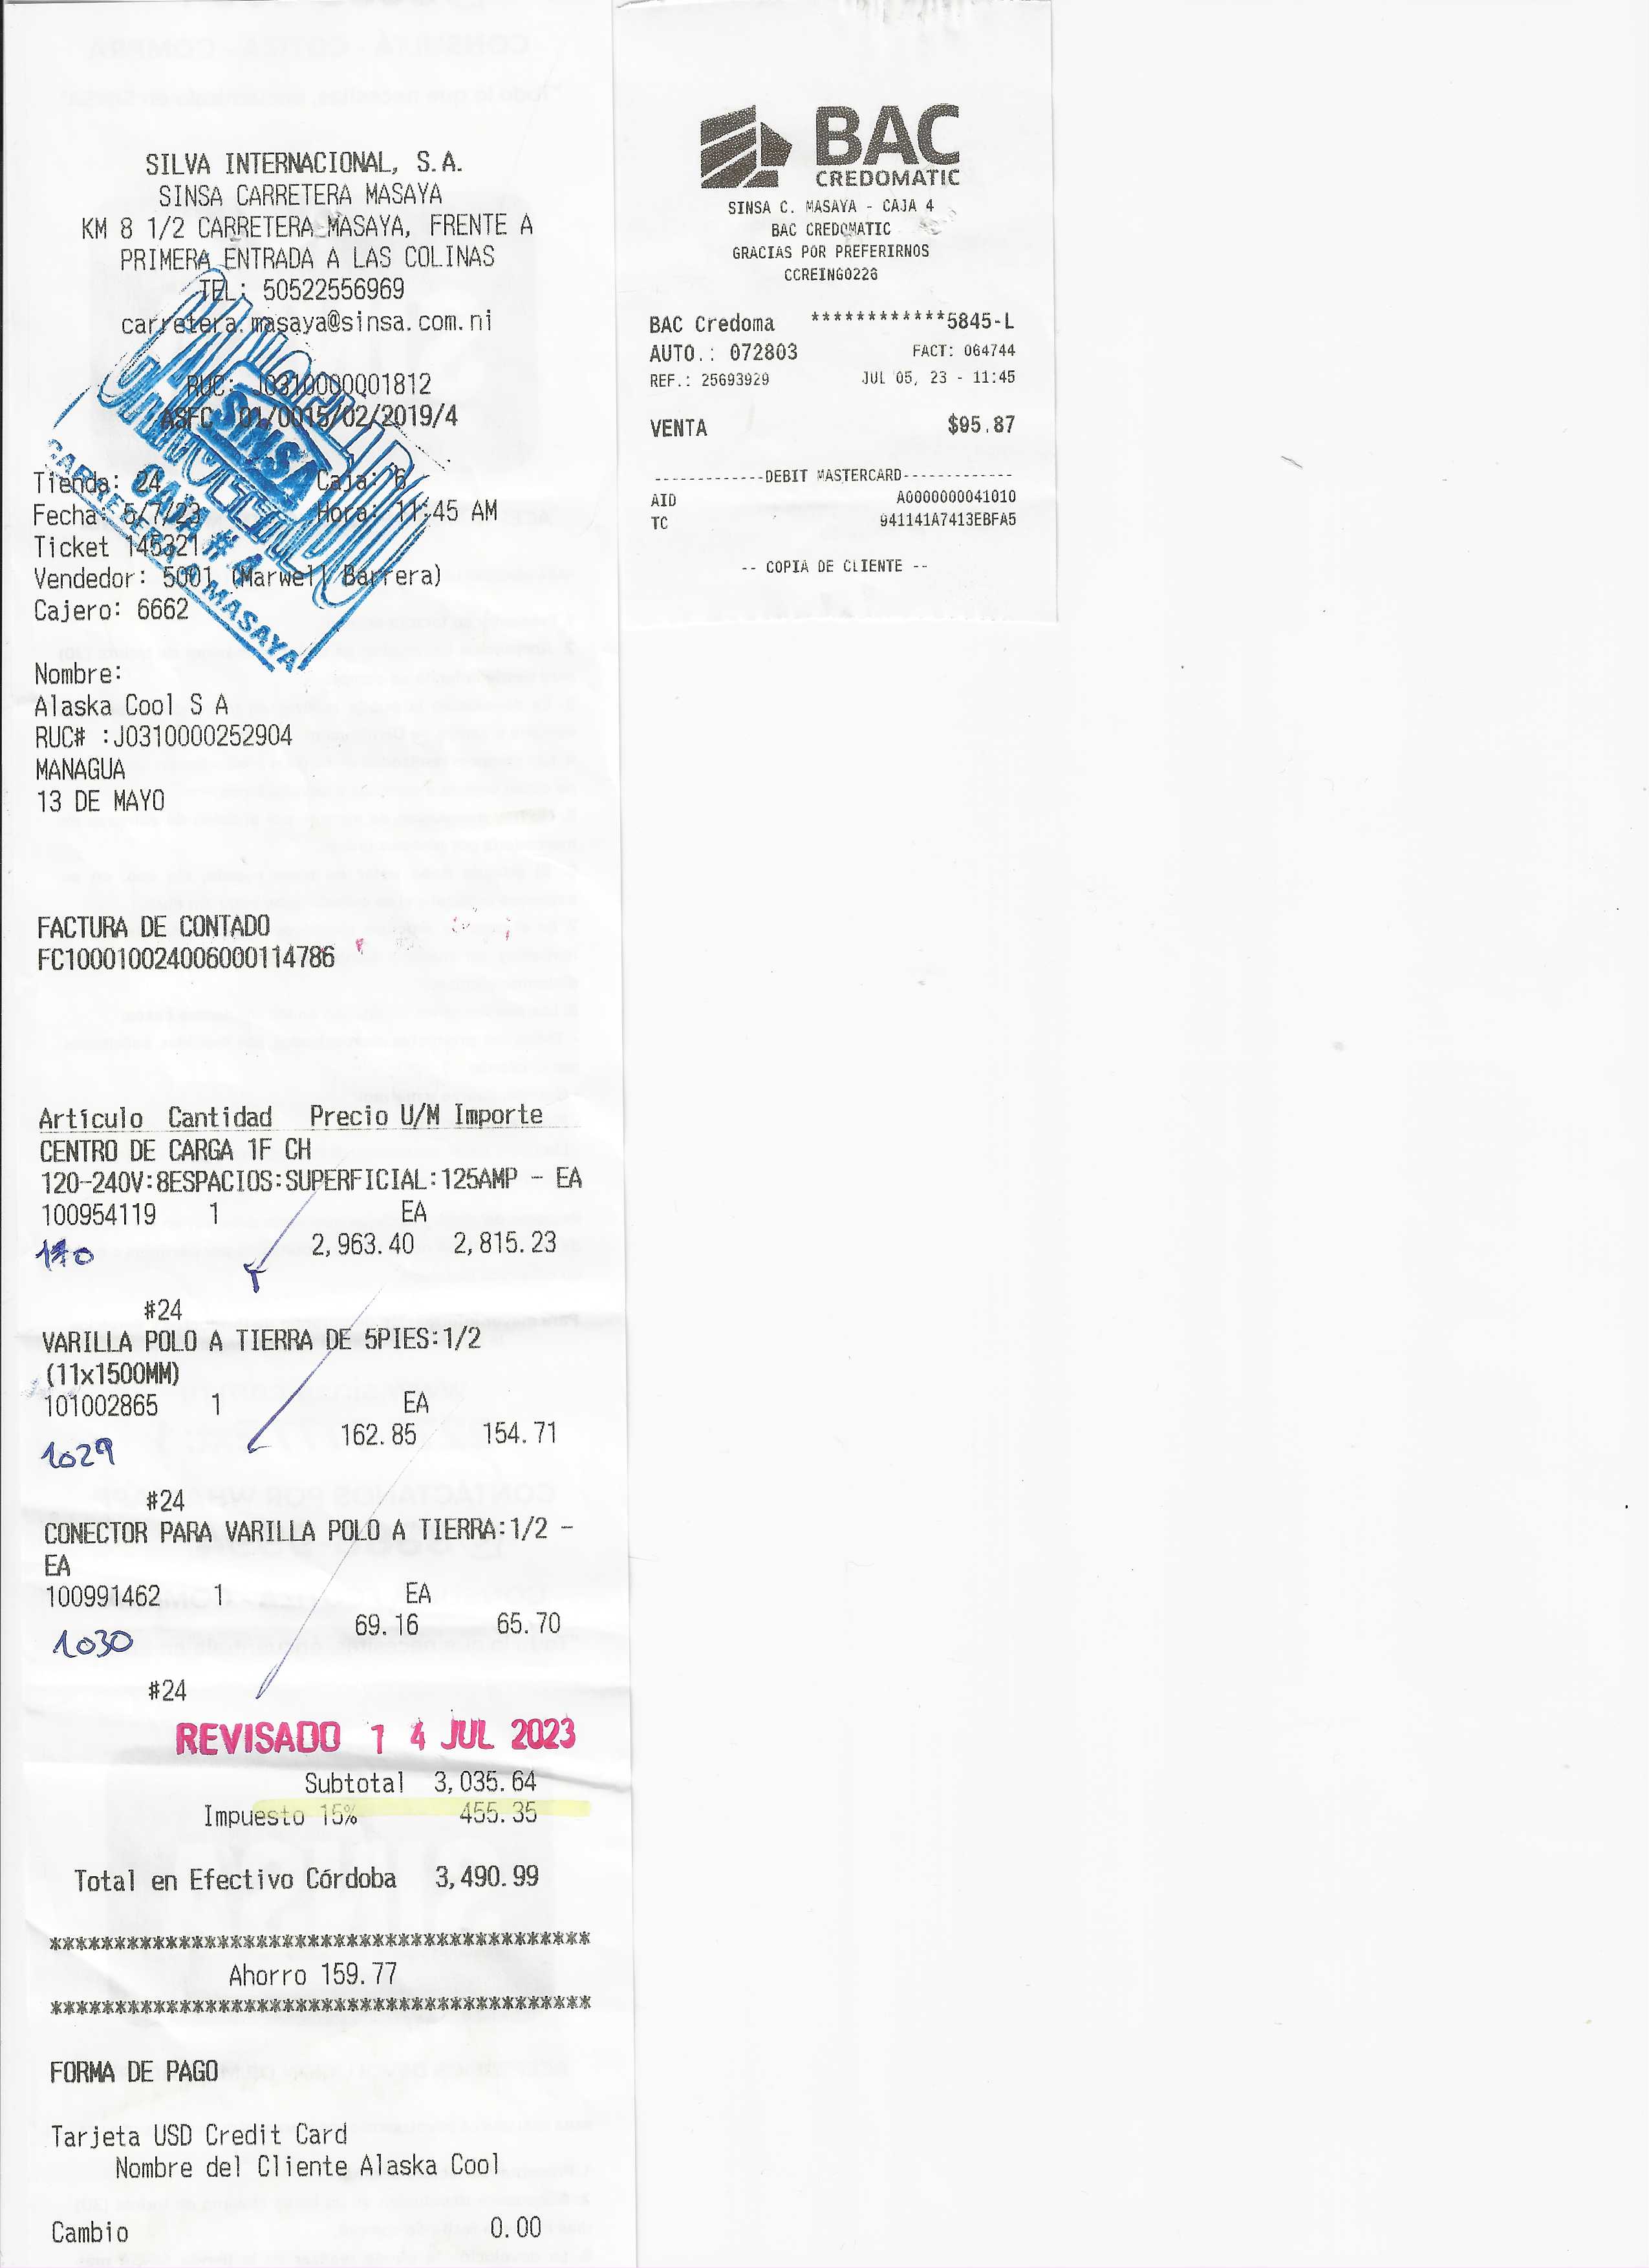 SILVA INTERNACIONAL, S.A.
SINSA CARRETERA MASAYA
KM 8 1/2 CARRETERA MASAYA, FRENTE A
PRIMERA ENTRADA A LAS COLINAS
TEL: 50522556969
carretera.masaya@sinsa.com.ni
RUC: J0310000001812
ASFC 01/0015/02/2019/4
SINSA
CAJA # 4
CARRETERA A MASAYA
Tienda: 24 Caja: 6
Fecha: 5/7/23 Hora: 11:45 AM
Ticket 145321
Vendedor: 5001 (Marwell Barrera)
Cajero: 6662
Nombre:
Alaska Cool S A
RUC# :J0310000252904
MANAGUA
13 DE MAYO
FACTURA DE CONTADO
FC100010024006000114786
Artículo Cantidad Precio U/M Importe
CENTRO DE CARGA 1F CH
120-240V:8ESPACIOS:SUPERFICIAL:125AMP - EA
100954119 1 EA
2,963.40 2,815.23
#24
VARILLA POLO A TIERRA DE 5PIES:1/2
(11x1500MM)
101002865 1 EA
162.85 154.71
1029
#24
CONECTOR PARA VARILLA POLO A TIERRA:1/2 -
EA
100991462 1 EA
69.16 65.70
1030
#24
REVISADO 14 JUL 2023
Subtotal 3,035.64
Impuesto 15% 455.35
Total en Efectivo Córdoba 3,490.99
******************************************
Ahorro 159.77
******************************************
FORMA DE PAGO
Tarjeta USD Credit Card
Nombre del Cliente Alaska Cool
Cambio 0.00
BAC
CREDOMATIC
SINSA C. MASAYA - CAJA 4
BAC CREDOMATIC
GRACIAS POR PREFERIRNOS
CCREING0226
BAC Credoma ************5845-L
AUTO.: 072803 FACT: 064744
REF.: 25693929 JUL 05, 23 - 11:45
VENTA $95.87
-------------DEBIT MASTERCARD-------------
AID A0000000041010
TC 941141A7413EBFA5
-- COPIA DE CLIENTE --